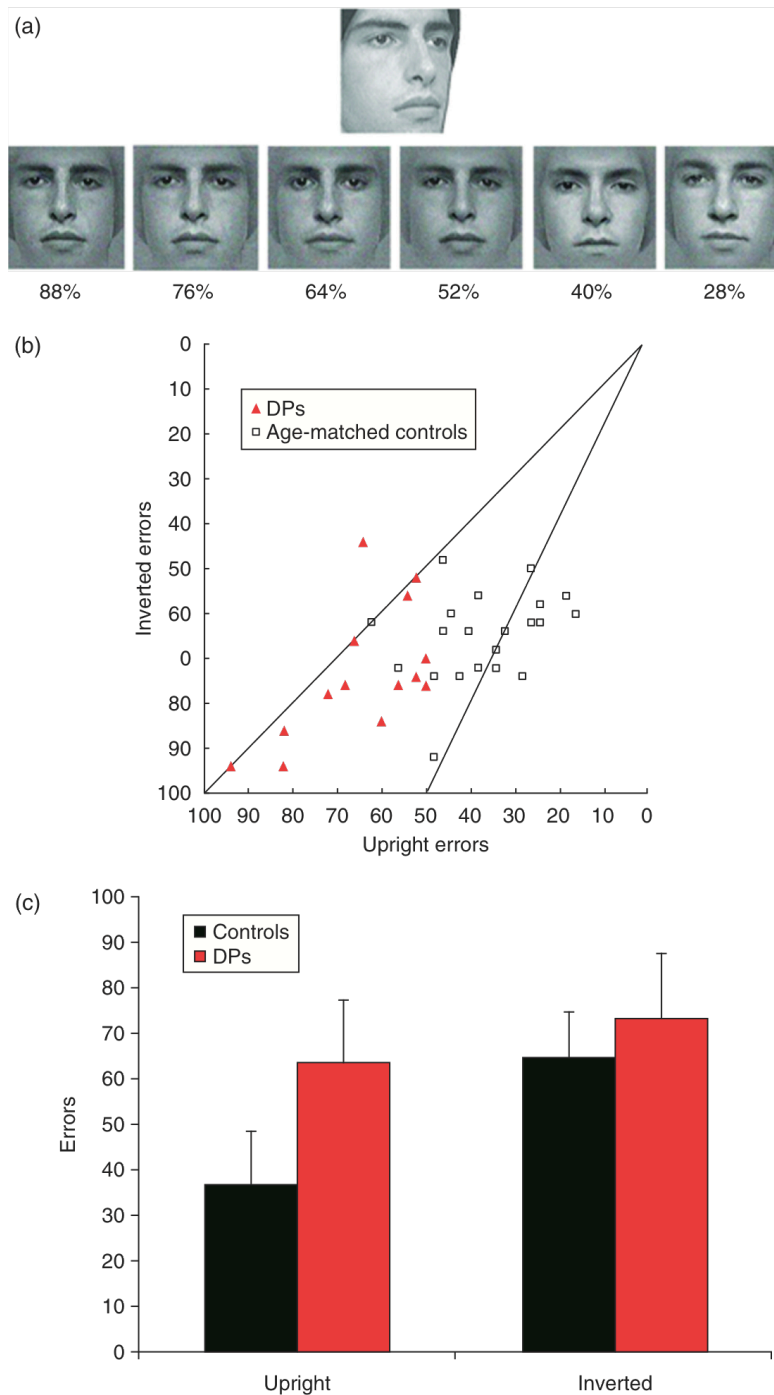 (a)
88% 76% 64% 52% 40% 28%
(b)
0
10
20
30
40
50
60
0
80
90
100
Inverted errors
DPs
Age-matched controls
100 90 80 70 60 50 40 30 20 10 0
Upright errors
(c)
100
90
80
70
60
50
40
30
20
10
0
Errors
Controls
DPs
Upright Inverted